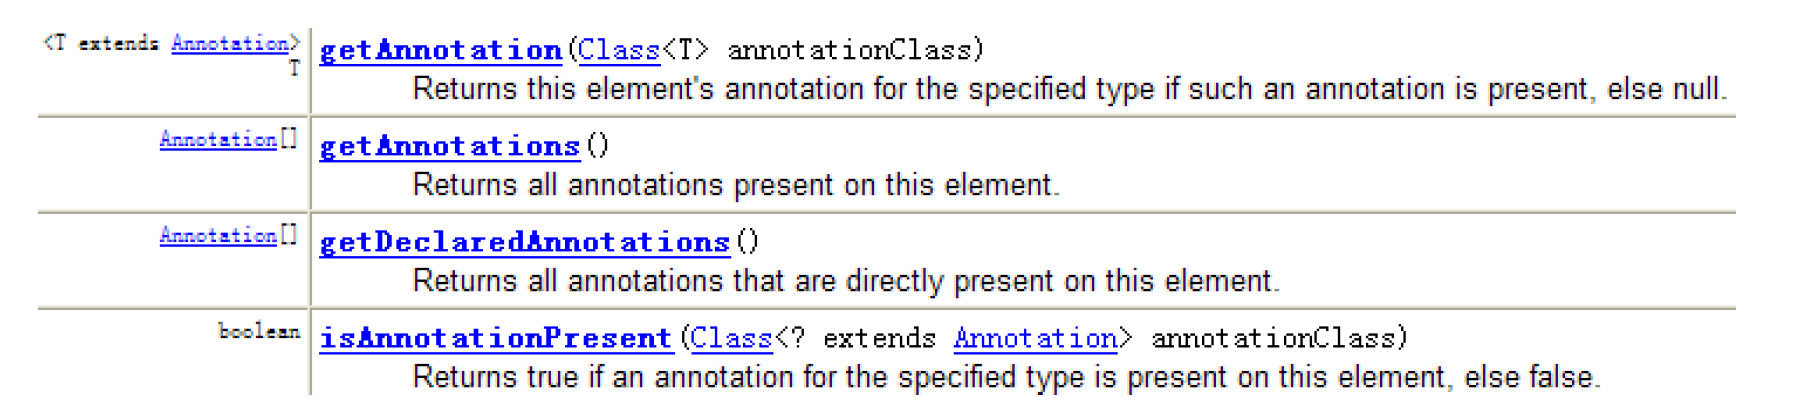 <T extends Annotation>
T
getAnnotation(Class<T> annotationClass)
Returns this element's annotation for the specified type if such an annotation is present, else null.
Annotation[]
getAnnotations()
Returns all annotations present on this element.
Annotation[]
getDeclaredAnnotations()
Returns all annotations that are directly present on this element.
boolean
isAnnotationPresent(Class<? extends Annotation> annotationClass)
Returns true if an annotation for the specified type is present on this element, else false.